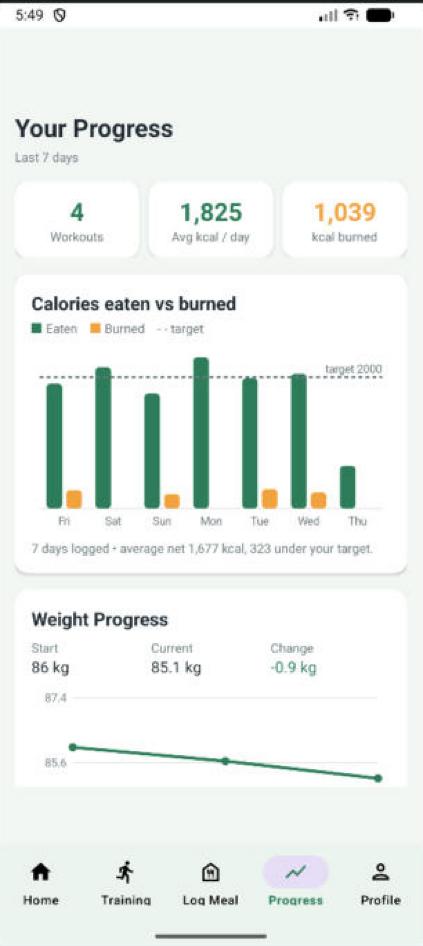 5:49
Your Progress
Last 7 days
4
Workouts
1,825
Avg kcal / day
1,039
kcal burned
Calories eaten vs burned
Eaten Burned -- target
target 2000
Fri Sat Sun Mon Tue Wed Thu
7 days logged • average net 1,677 kcal, 323 under your target.
Weight Progress
Start Current Change
86 kg 85.1 kg -0.9 kg
87.4
85.6
Home Training Log Meal Progress Profile